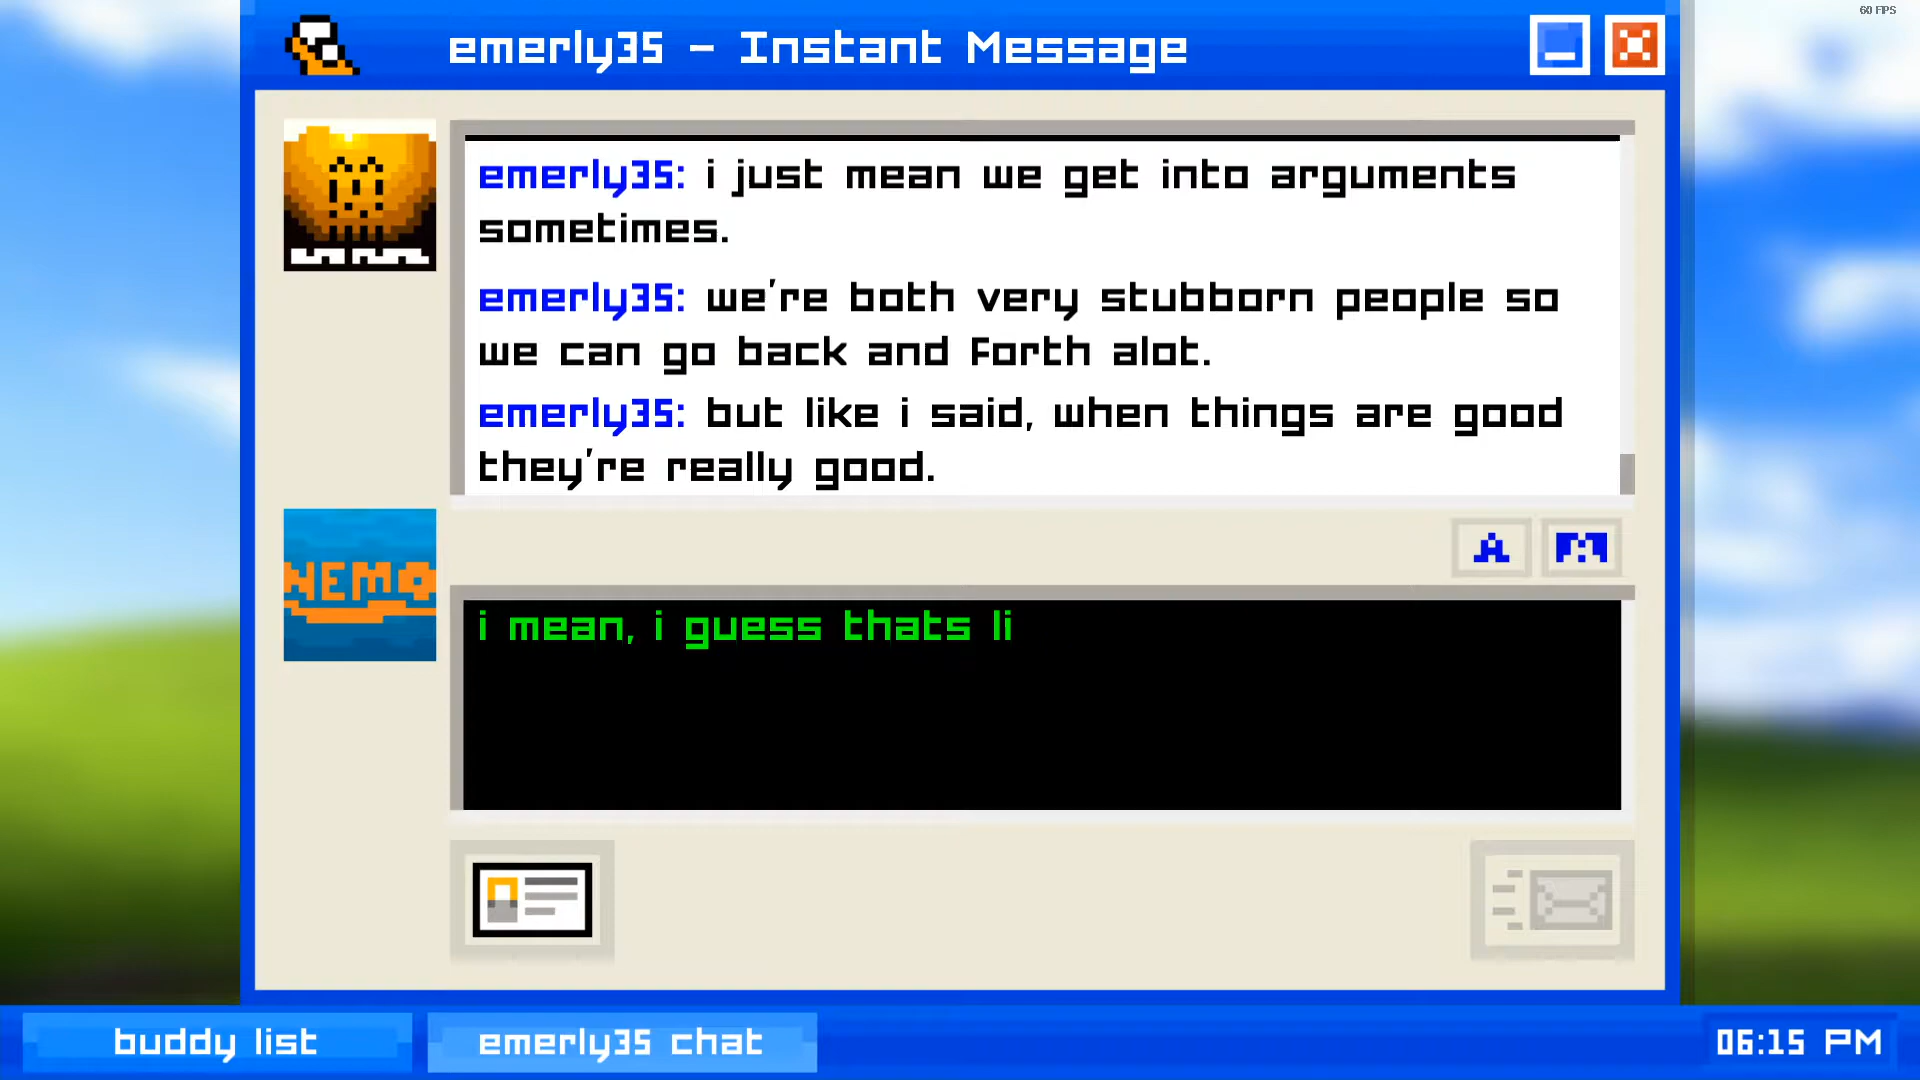 60 FPS
emerly35 - Instant Message
emerly35: i just mean we get into arguments
sometimes.
emerly35: we're both very stubborn people so
we can go back and forth alot.
emerly35: but like i said, when things are good
they're really good.
NEMO
A
i mean, i guess thats li
buddy list
emerly35 chat
06:15 PM